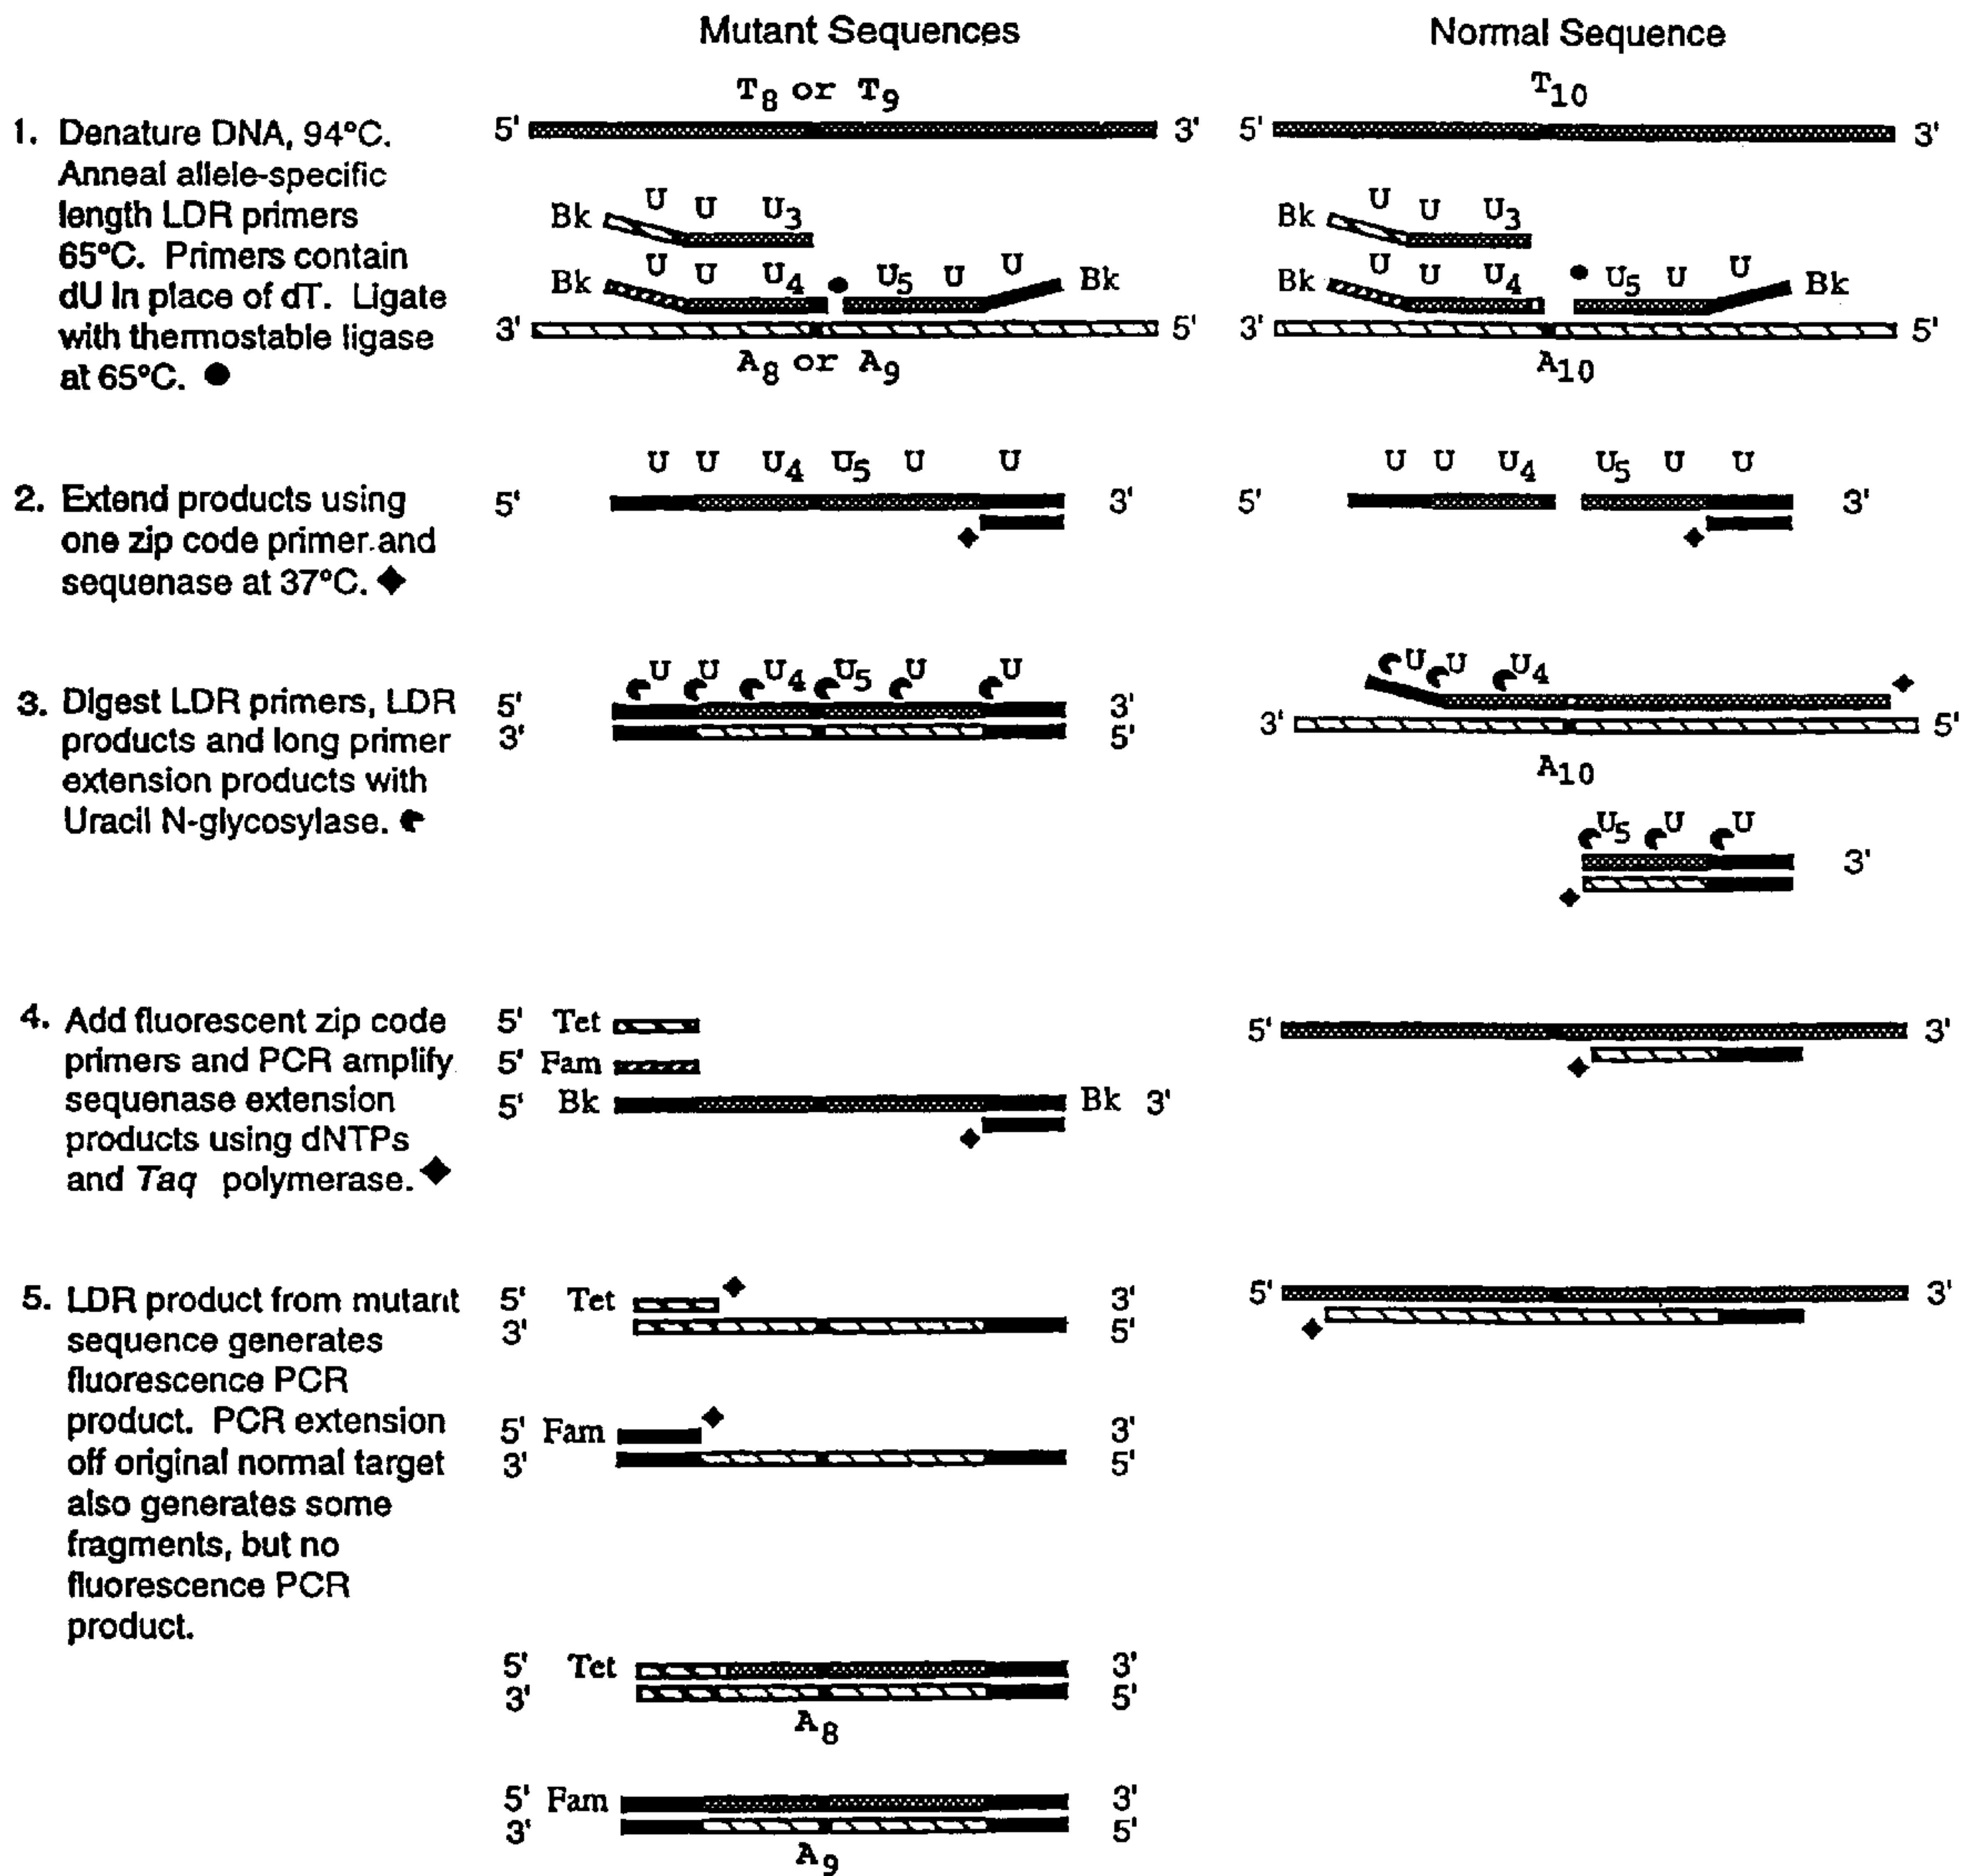 Mutant Sequences
Normal Sequence
T8 or T9
T10
1. Denature DNA, 94°C.
Anneal allele-specific
length LDR primers
65°C. Primers contain
dU in place of dT. Ligate
with thermostable ligase
at 65°C.
5' 3' 5' 3'
U U U3
Bk
U U U3
Bk
U U U4 U5 U U
Bk Bk
U U U4 U5 U U
Bk Bk
3' 5' 3' 5'
A8 or A9
A10
2. Extend products using
one zip code primer and
sequenase at 37°C.
U U U4 U5 U U
5' 3'
U U U4 U5 U U
5' 3'
3. Digest LDR primers, LDR
products and long primer
extension products with
Uracil N-glycosylase.
U U U4 U5 U U
5' 3'
3' 5'
U U U4
3' 5'
A10
U5 U U
3'
4. Add fluorescent zip code
primers and PCR amplify
sequenase extension
products using dNTPs
and Taq polymerase.
5' Tet
5' Fam
5' Bk Bk 3'
5' 3'
5. LDR product from mutant
sequence generates
fluorescence PCR
product. PCR extension
off original normal target
also generates some
fragments, but no
fluorescence PCR
product.
5' Tet 3'
3' 5'
5' 3'
5' Fam 3'
3' 5'
5' Tet 3'
3' 5'
A8
5' Fam 3'
3' 5'
A9